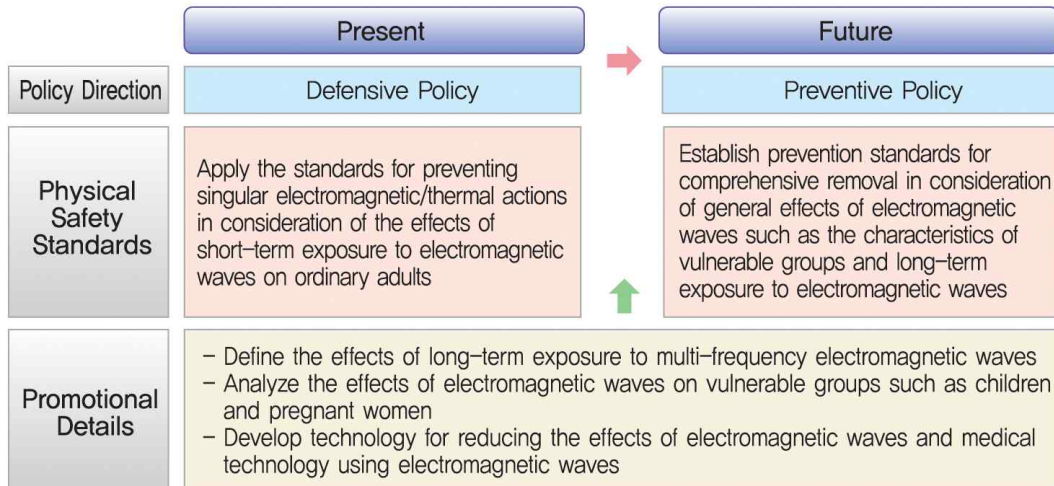 Present
Future
Policy Direction
Defensive Policy
Preventive Policy
Physical
Safety
Standards
Apply the standards for preventing
singular electromagnetic/thermal actions
in consideration of the effects of
short-term exposure to electromagnetic
waves on ordinary adults
Establish prevention standards for
comprehensive removal in consideration
of general effects of electromagnetic
waves such as the characteristics of
vulnerable groups and long-term
exposure to electromagnetic waves
Promotional
Details
- Define the effects of long-term exposure to multi-frequency electromagnetic waves
- Analyze the effects of electromagnetic waves on vulnerable groups such as children
and pregnant women
- Develop technology for reducing the effects of electromagnetic waves and medical
technology using electromagnetic waves